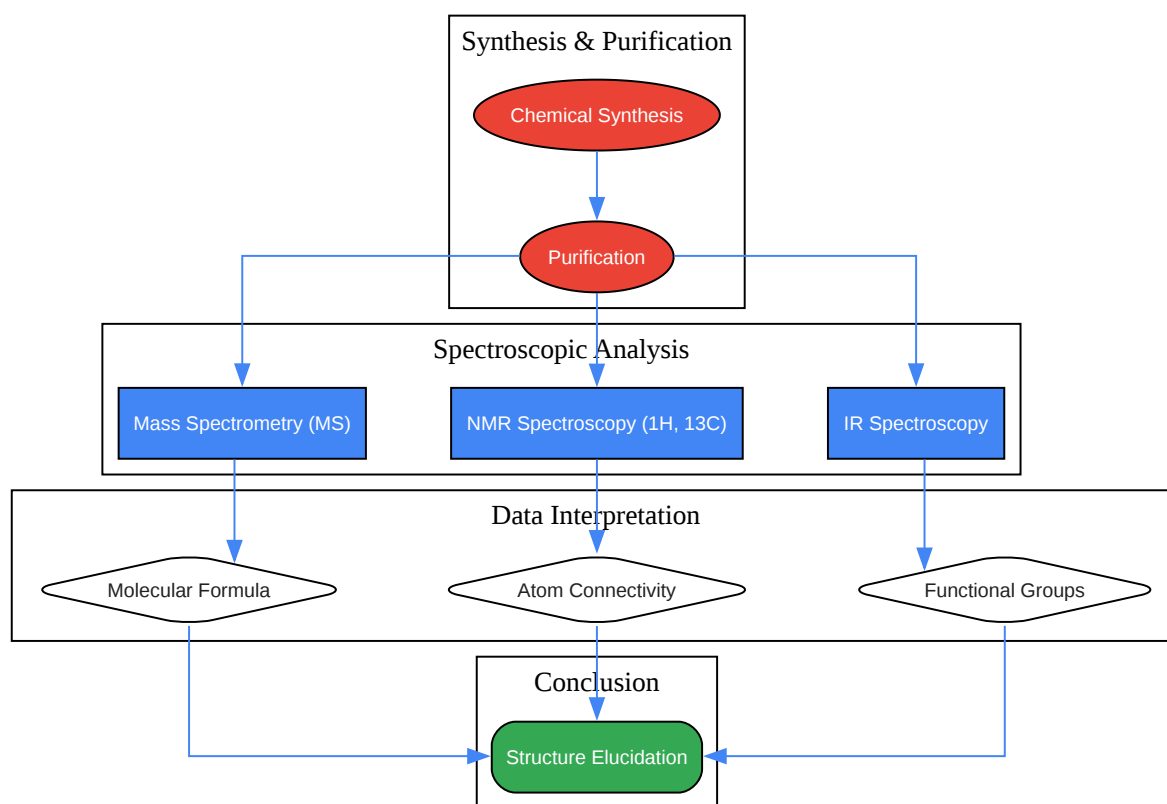 Synthesis & Purification
Chemical Synthesis
Purification
Spectroscopic Analysis
Mass Spectrometry (MS)
NMR Spectroscopy (1H, 13C)
IR Spectroscopy
Data Interpretation
Molecular Formula
Atom Connectivity
Functional Groups
Conclusion
Structure Elucidation